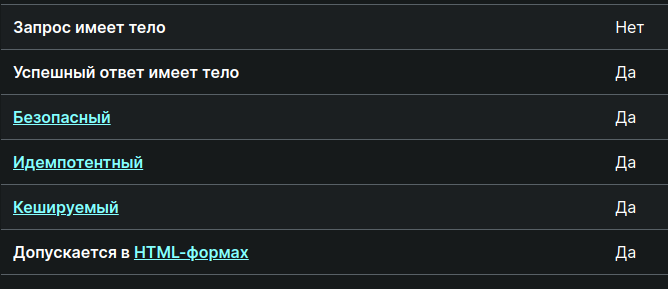 Запрос имеет тело Нет
Успешный ответ имеет тело Да
Безопасный Да
Идемпотентный Да
Кешируемый Да
Допускается в HTML-формах Да